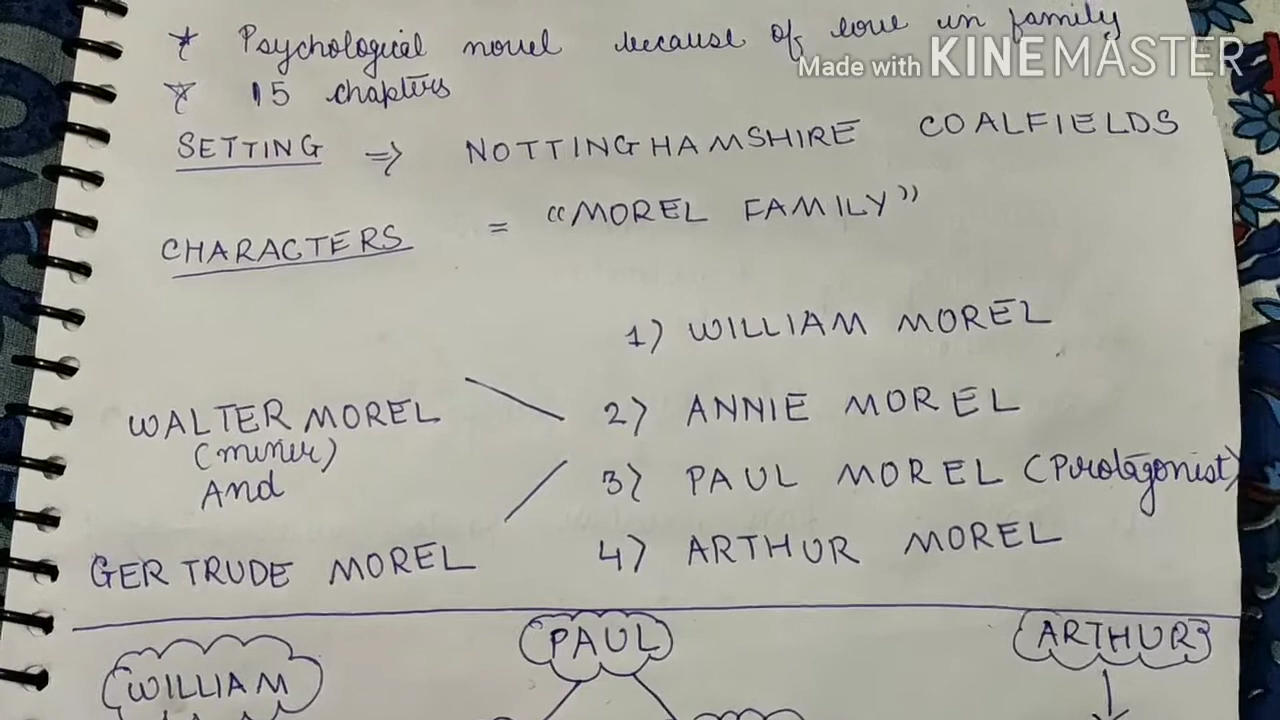 ☆ Psychological novel because of love in family
Made with KINEMASTER
☆ 15 chapters
SETTING ⇒ NOTTINGHAMSHIRE COALFIELDS
CHARACTERS = "MOREL FAMILY"
1) WILLIAM MOREL
WALTER MOREL
2) ANNIE MOREL
(miner)
And
3) PAUL MOREL (Protagonist)
GERTRUDE MOREL
4) ARTHUR MOREL
WILLIAM
PAUL
ARTHUR